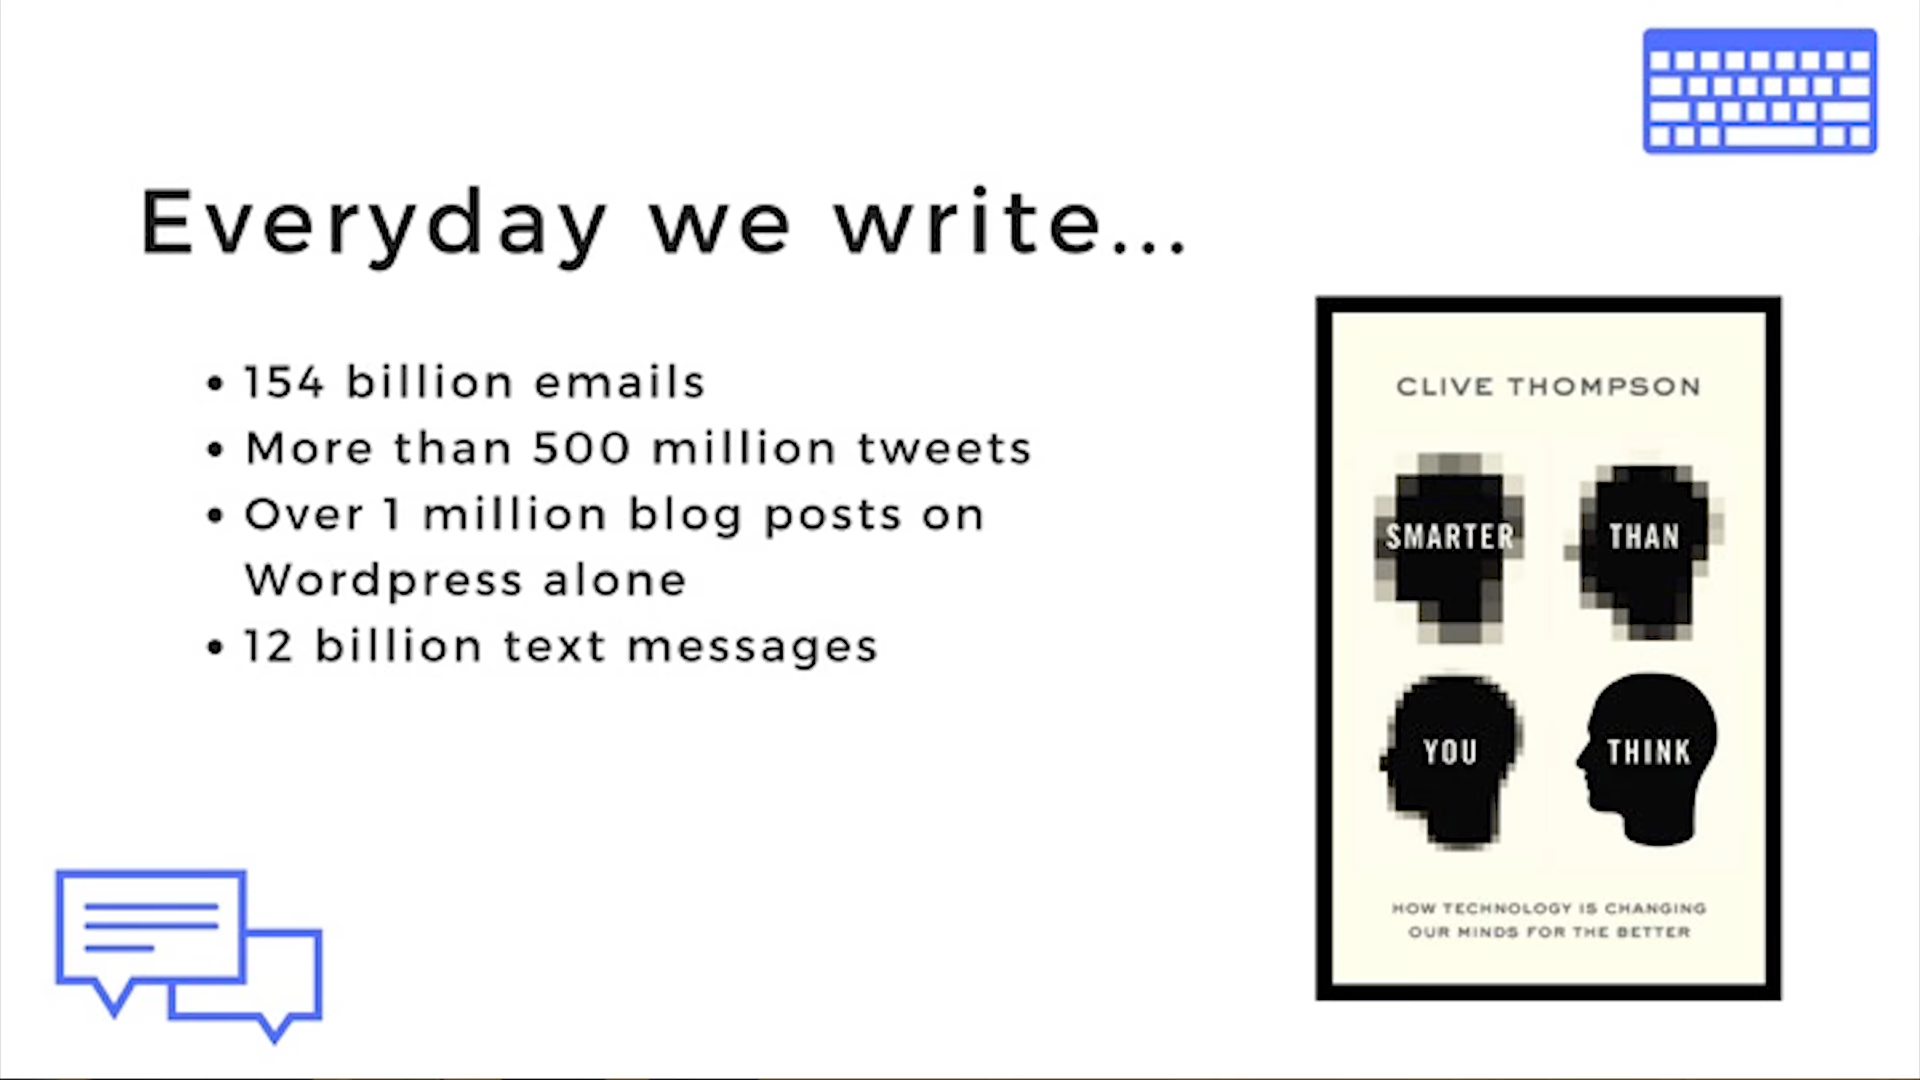 Everyday we write...
• 154 billion emails
• More than 500 million tweets
• Over 1 million blog posts on
Wordpress alone
• 12 billion text messages
CLIVE THOMPSON
SMARTER THAN
YOU THINK
HOW TECHNOLOGY IS CHANGING
OUR MINDS FOR THE BETTER